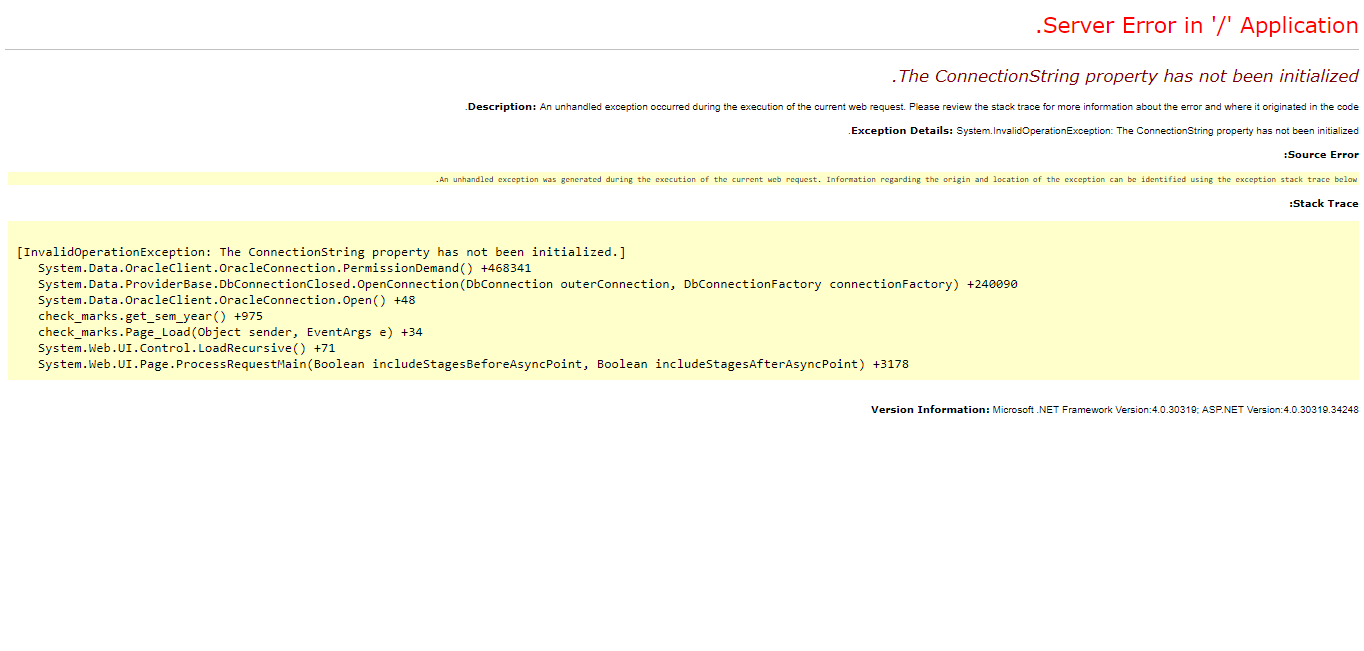 .Server Error in '/' Application
.The ConnectionString property has not been initialized
.Description: An unhandled exception occurred during the execution of the current web request. Please review the stack trace for more information about the error and where it originated in the code
.Exception Details: System.InvalidOperationException: The ConnectionString property has not been initialized
:Source Error
.An unhandled exception was generated during the execution of the current web request. Information regarding the origin and location of the exception can be identified using the exception stack trace below
:Stack Trace
[InvalidOperationException: The ConnectionString property has not been initialized.]
System.Data.OracleClient.OracleConnection.PermissionDemand() +468341
System.Data.ProviderBase.DbConnectionClosed.OpenConnection(DbConnection outerConnection, DbConnectionFactory connectionFactory) +240090
System.Data.OracleClient.OracleConnection.Open() +48
check_marks.get_sem_year() +975
check_marks.Page_Load(Object sender, EventArgs e) +34
System.Web.UI.Control.LoadRecursive() +71
System.Web.UI.Page.ProcessRequestMain(Boolean includeStagesBeforeAsyncPoint, Boolean includeStagesAfterAsyncPoint) +3178
Version Information: Microsoft .NET Framework Version:4.0.30319; ASP.NET Version:4.0.30319.34248